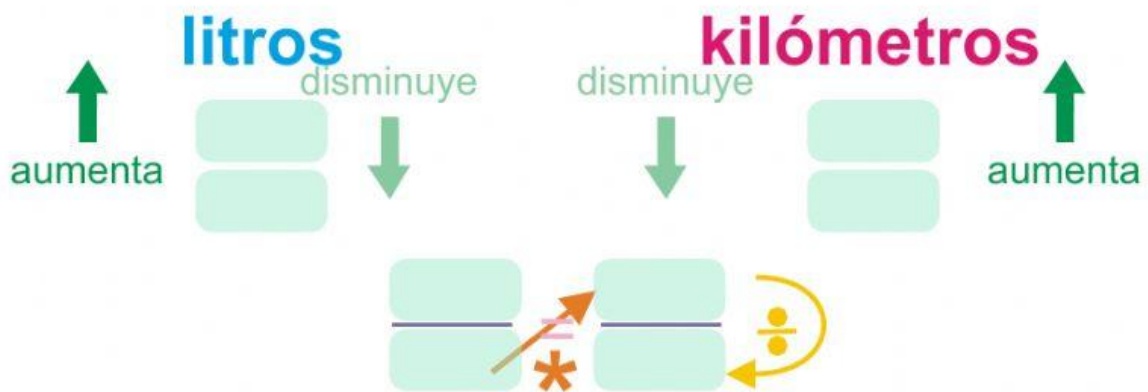 litros
kilómetros
disminuye
disminuye
aumenta
aumenta
=
*
÷